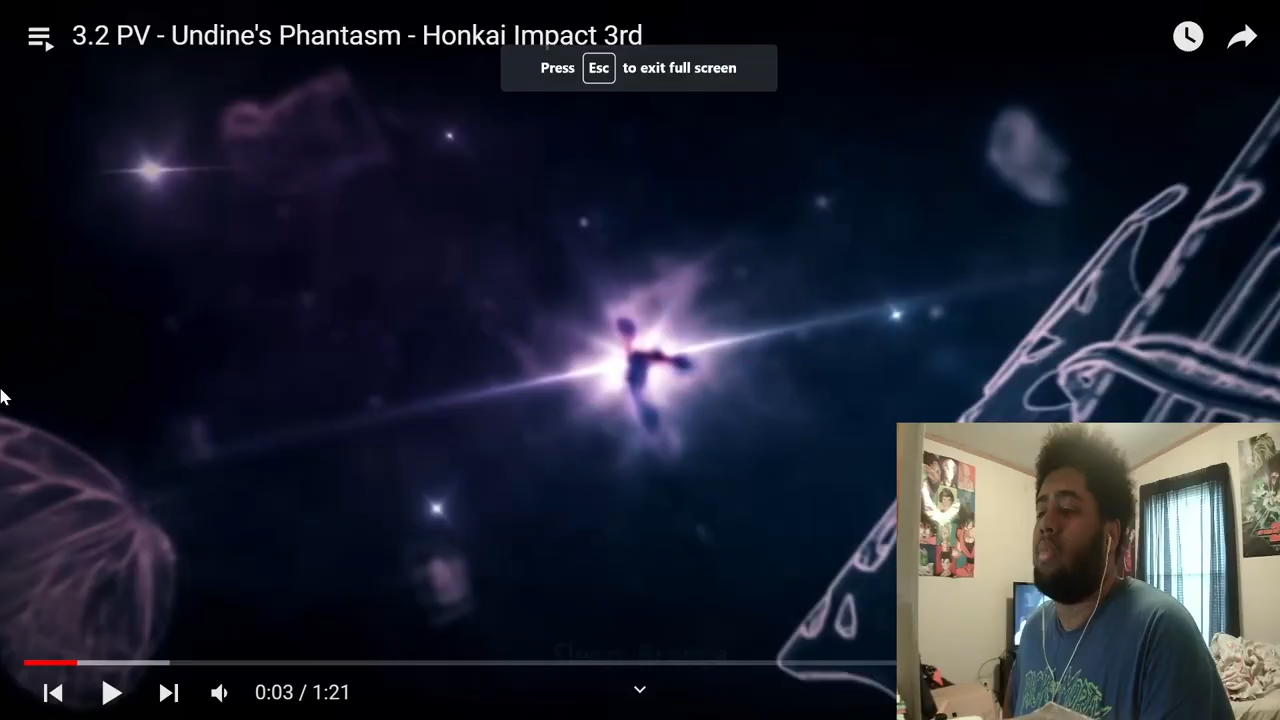 3.2 PV - Undine's Phantasm - Honkai Impact 3rd
Press Esc to exit full screen
0:03 / 1:21